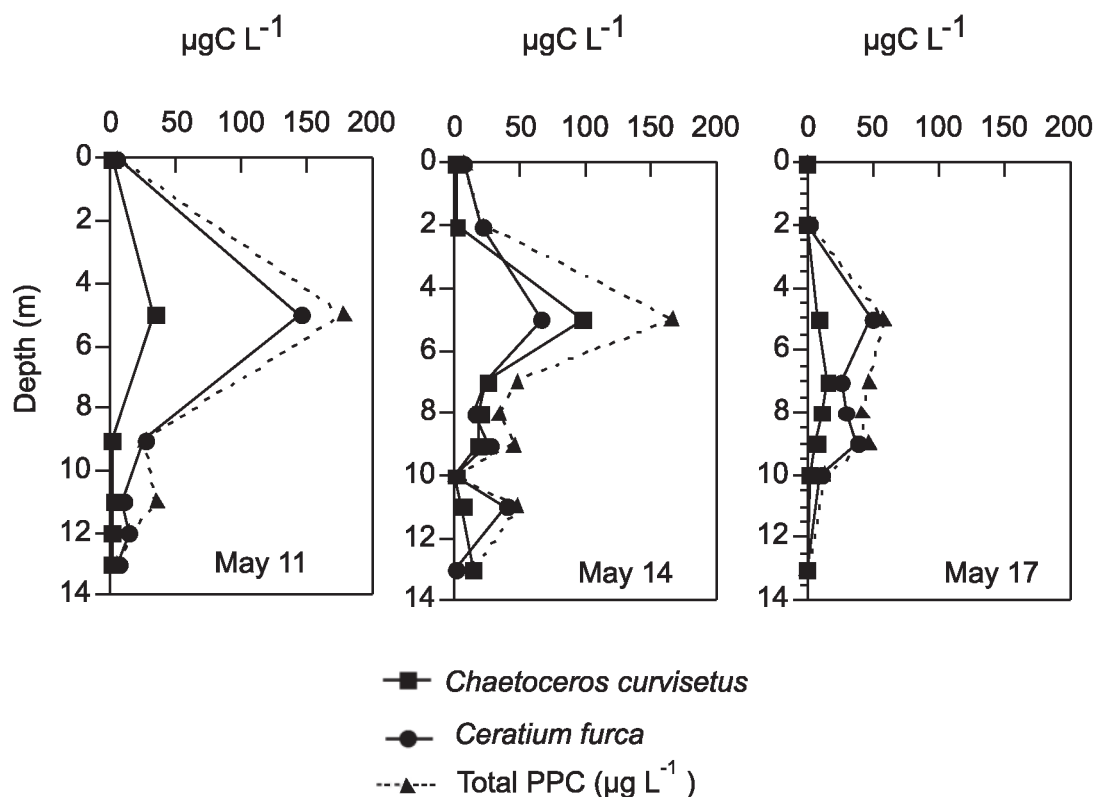 µgC L-1 µgC L-1 µgC L-1
0 50 100 150 200 0 50 100 150 200 0 50 100 150 200
Depth (m)
0
2
4
6
8
10
12
14
May 11
0
2
4
6
8
10
12
14
May 14
0
2
4
6
8
10
12
14
May 17
Chaetoceros curvisetus
Ceratium furca
Total PPC (µg L-1 )